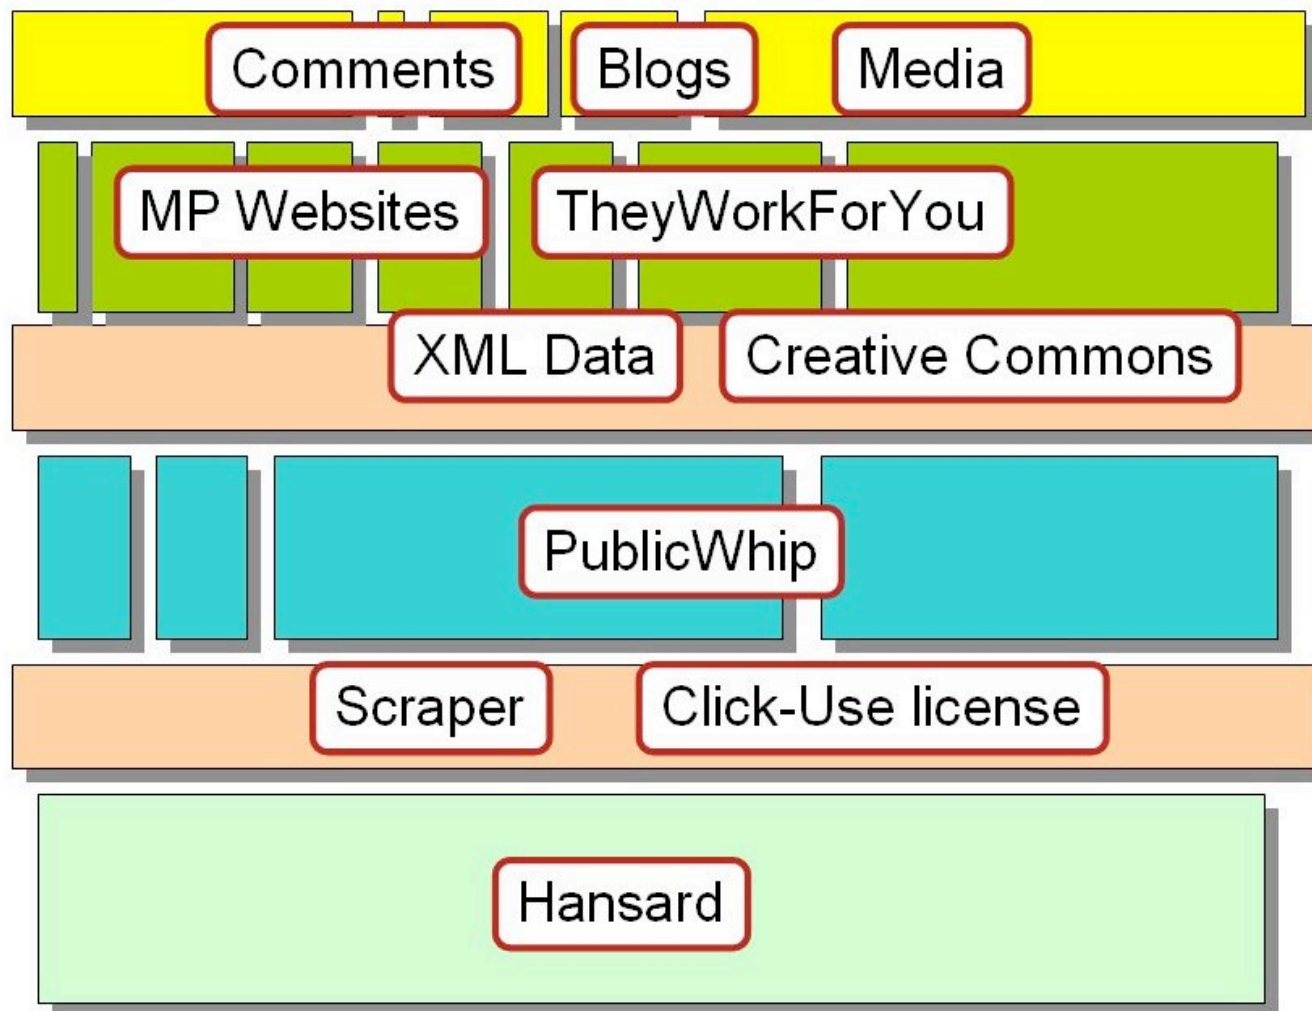 Comments
Blogs
Media
MP Websites
TheyWorkForYou
XML Data
Creative Commons
PublicWhip
Scraper
Click-Use license
Hansard